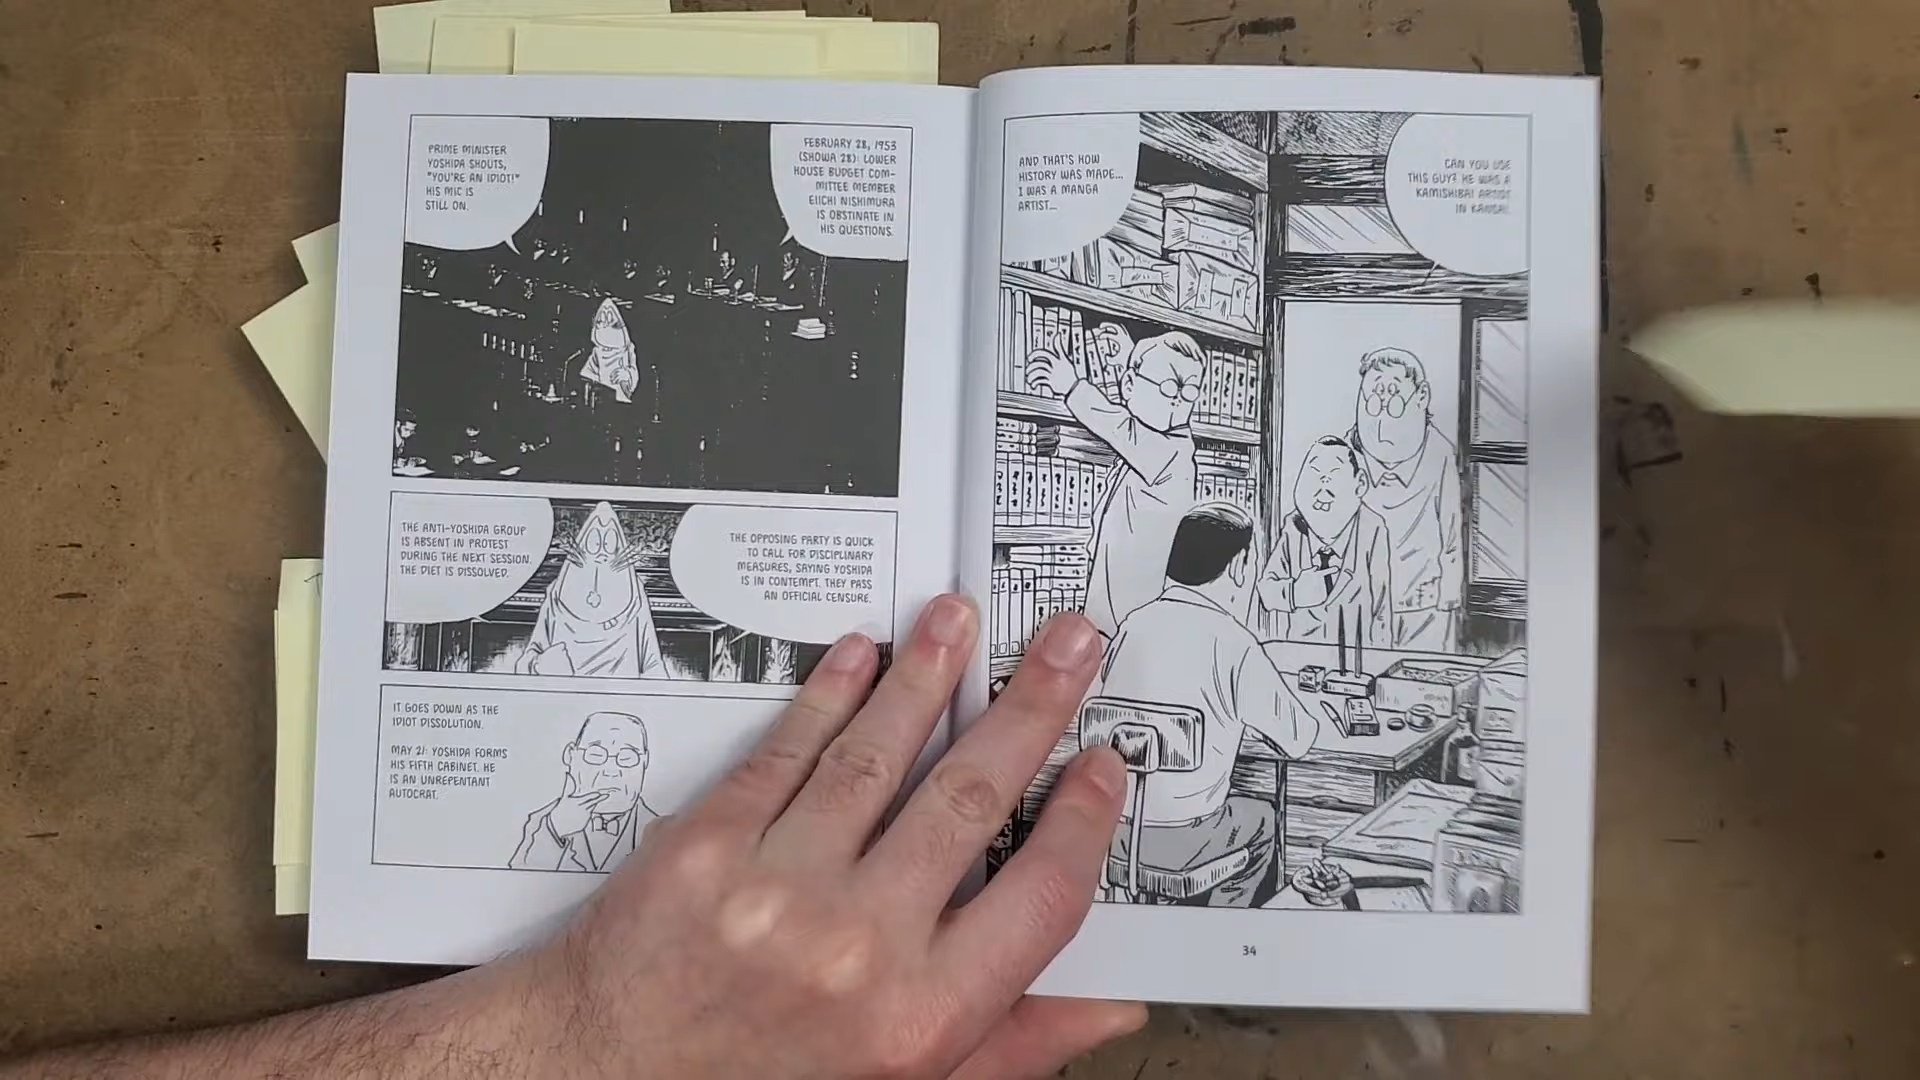 FEBRUARY 28, 1953
(SHOWA 28): LOWER
HOUSE BUDGET COM-
MITTEE MEMBER
EIICHI NISHIMURA
IS OBSTINATE IN
HIS QUESTIONS.
PRIME MINISTER
YOSHIDA SHOUTS,
"YOU'RE AN IDIOT!"
HIS MIC IS
STILL ON.
THE OPPOSING PARTY IS QUICK
TO CALL FOR DISCIPLINARY
MEASURES, SAYING YOSHIDA
IS IN CONTEMPT. THEY PASS
AN OFFICIAL CENSURE.
THE ANTI-YOSHIDA GROUP
IS ABSENT IN PROTEST
DURING THE NEXT SESSION.
THE DIET IS DISSOLVED.
IT GOES DOWN AS THE
IDIOT DISSOLUTION.
MAY 21: YOSHIDA FORMS
HIS FIFTH CABINET. HE
IS AN UNREPENTANT
AUTOCRAT.
CAN YOU USE
THIS GUY? HE WAS A
KAMISHIBAI ARTIST
IN KANSAI.
AND THAT'S HOW
HISTORY WAS MADE...
I WAS A MANGA
ARTIST...
34